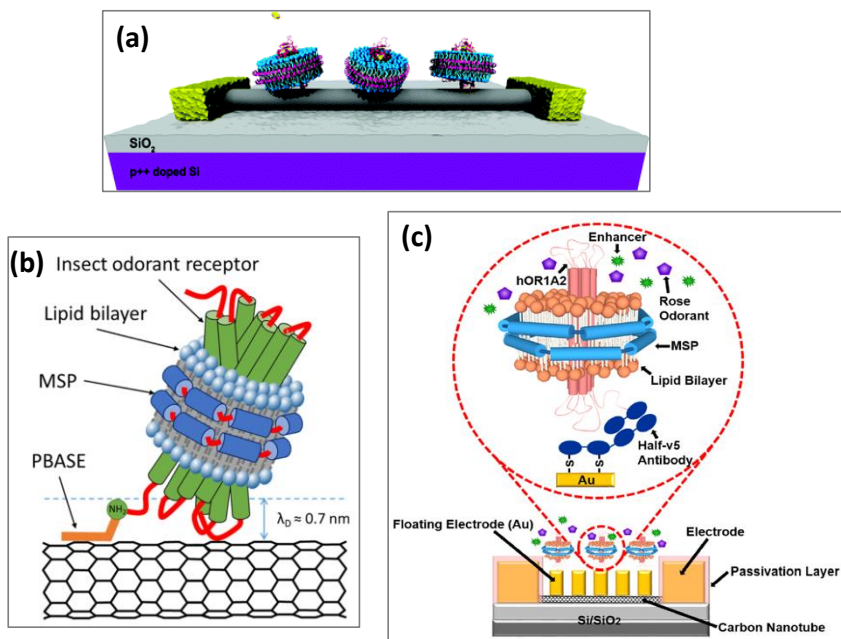 (a)
SiO2
p++ doped Si
(b)
Insect odorant receptor
Lipid bilayer
MSP
PBASE
NH2
λD ≈ 0.7 nm
(c)
Enhancer
hOR1A2
Rose
Odorant
MSP
Lipid Bilayer
Half-v5
Antibody
S
S
Au
Floating Electrode (Au)
Electrode
Passivation Layer
Si/SiO2
Carbon Nanotube